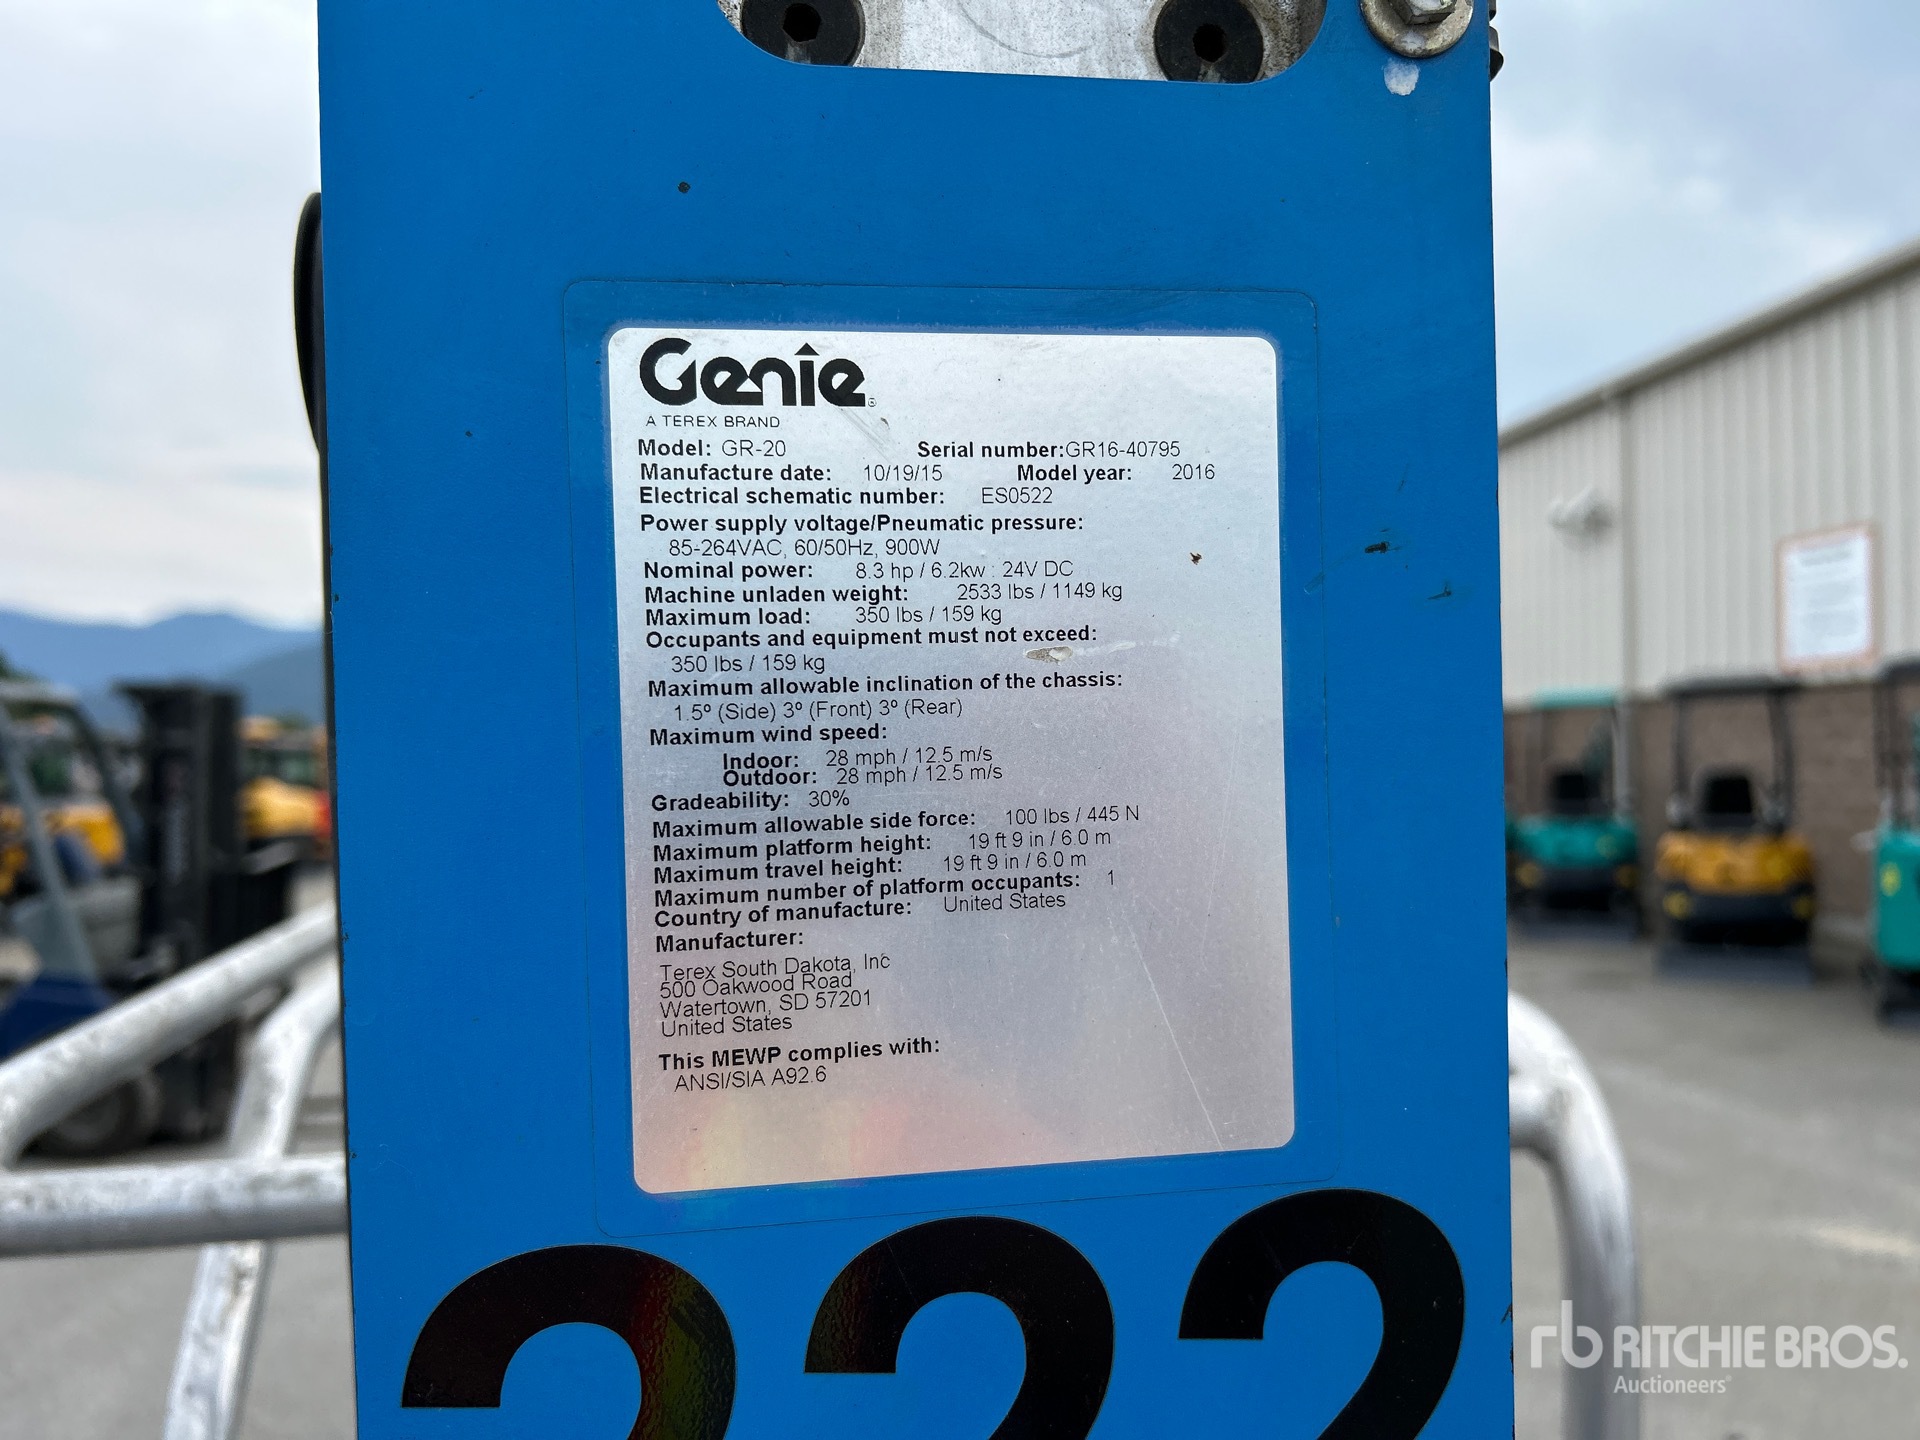 Genie®
A TEREX BRAND
Model: GR-20 Serial number:GR16-40795
Manufacture date: 10/19/15 Model year: 2016
Electrical schematic number: ES0522
Power supply voltage/Pneumatic pressure:
85-264VAC, 60/50Hz, 900W
Nominal power: 8.3 hp / 6.2kw : 24V DC
Machine unladen weight: 2533 lbs / 1149 kg
Maximum load: 350 lbs / 159 kg
Occupants and equipment must not exceed:
350 lbs / 159 kg
Maximum allowable inclination of the chassis:
1.5º (Side) 3º (Front) 3º (Rear)
Maximum wind speed:
Indoor: 28 mph / 12.5 m/s
Outdoor: 28 mph / 12.5 m/s
Gradeability: 30%
Maximum allowable side force: 100 lbs / 445 N
Maximum platform height: 19 ft 9 in / 6.0 m
Maximum travel height: 19 ft 9 in / 6.0 m
Maximum number of platform occupants: 1
Country of manufacture: United States
Manufacturer:
Terex South Dakota, Inc
500 Oakwood Road
Watertown, SD 57201
United States
This MEWP complies with:
ANSI/SIA A92.6
rb RITCHIE BROS.
Auctioneers